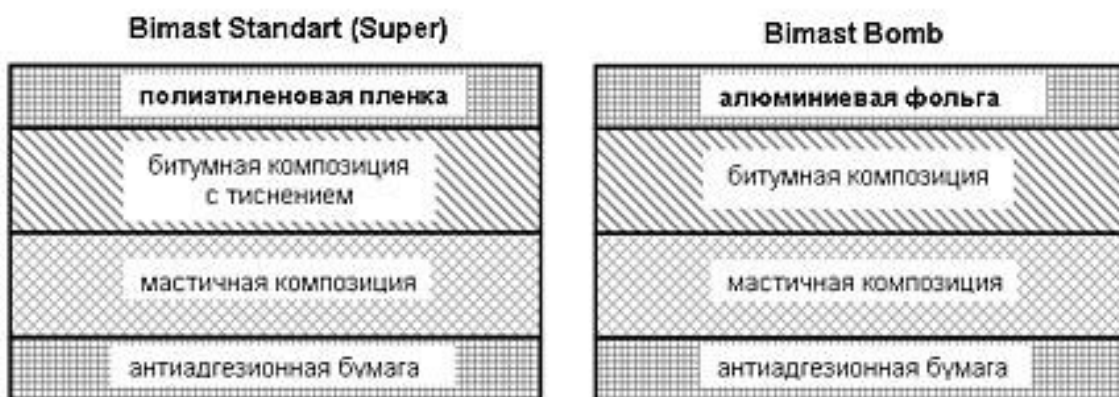 Bimast Standart (Super)
полиэтиленовая пленка
битумная композиция
с тиснением
мастичная композиция
антиадгезионная бумага
Bimast Bomb
алюминиевая фольга
битумная композиция
мастичная композиция
антиадгезионная бумага